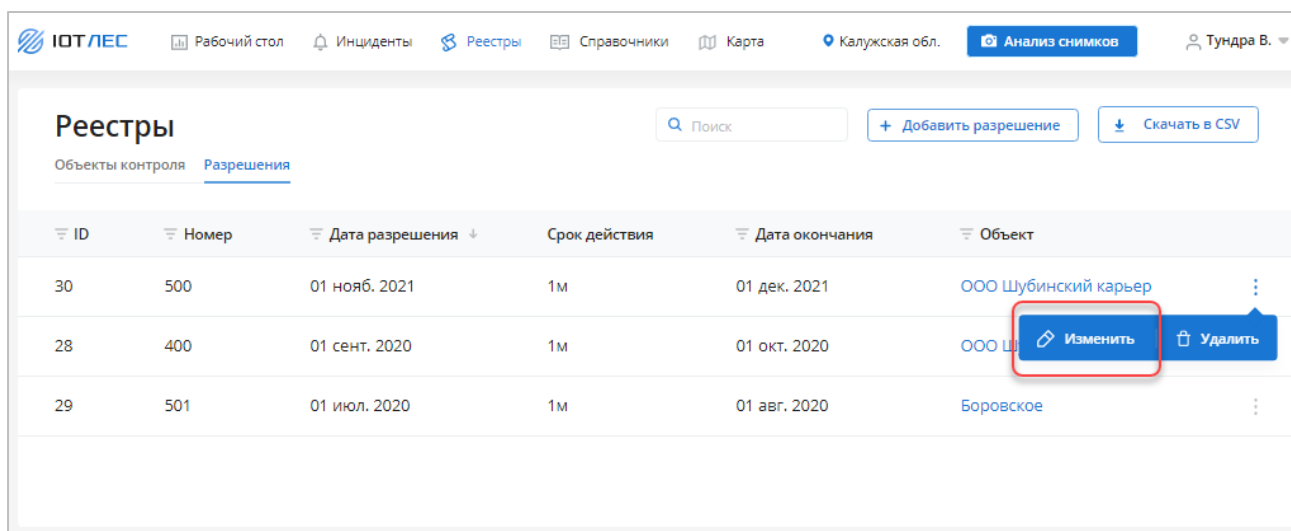 IOT ЛЕС Рабочий стол Инциденты Реестры Справочники Карта Калужская обл. Анализ снимков Тундра В.
Реестры Поиск + Добавить разрешение Скачать в CSV
Объекты контроля Разрешения
ID Номер Дата разрешения ↓ Срок действия Дата окончания Объект
30 500 01 нояб. 2021 1м 01 дек. 2021 ООО Шубинский карьер
28 400 01 сент. 2020 1м 01 окт. 2020 ООО Изменить Удалить
29 501 01 июл. 2020 1м 01 авг. 2020 Боровское